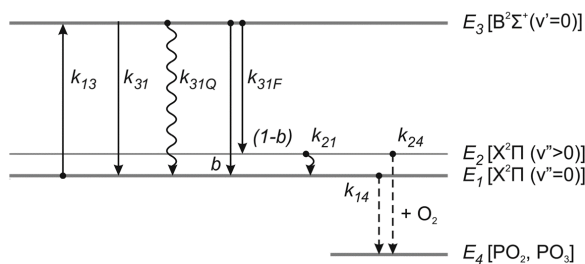 E₃ [B²Σ⁺(v'=0)]
k₁₃ k₃₁ k₃₁Q k₃₁F
(1-b) k₂₁ k₂₄
E₂ [X²Π (v">0)]
b
E₁ [X²Π (v"=0)]
k₁₄
+ O₂
E₄ [PO₂, PO₃]